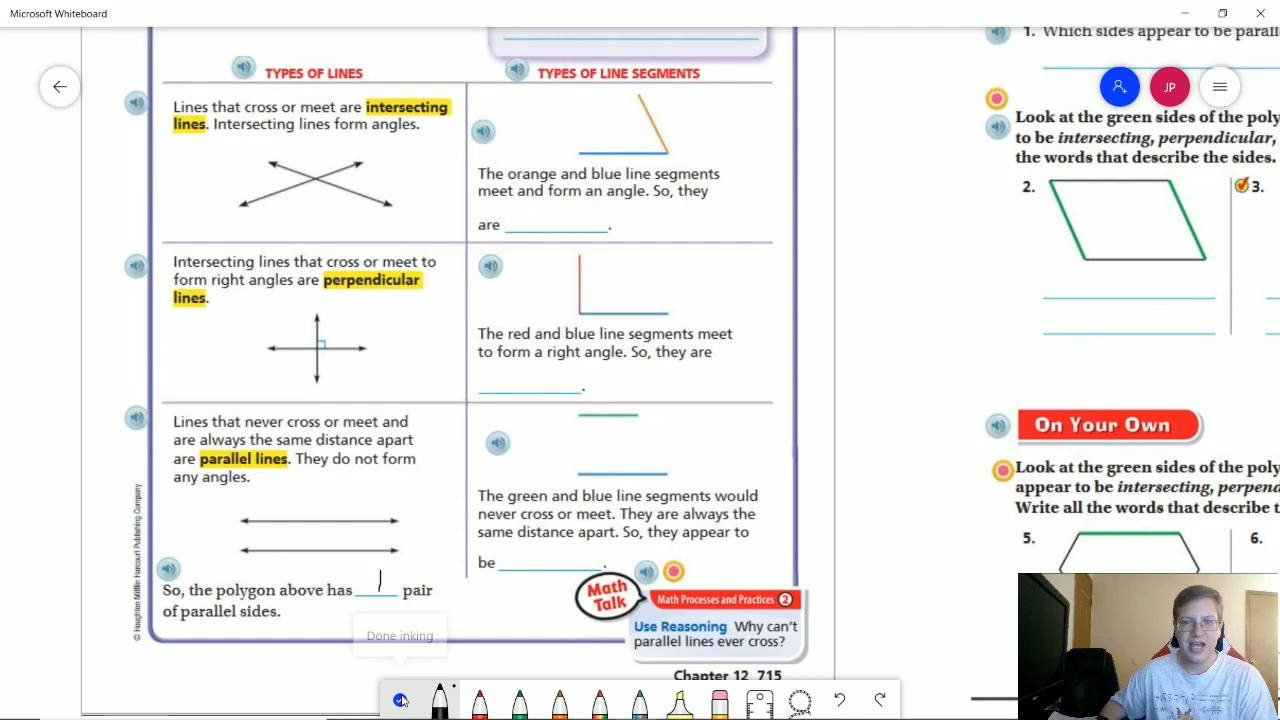 Microsoft Whiteboard
TYPES OF LINES
TYPES OF LINE SEGMENTS
Lines that cross or meet are intersecting
lines. Intersecting lines form angles.
The orange and blue line segments
meet and form an angle. So, they
are ____________.
Intersecting lines that cross or meet to
form right angles are perpendicular
lines.
The red and blue line segments meet
to form a right angle. So, they are
____________.
Lines that never cross or meet and
are always the same distance apart
are parallel lines. They do not form
any angles.
The green and blue line segments would
never cross or meet. They are always the
same distance apart. So, they appear to
be ____________.
So, the polygon above has 1 pair
of parallel sides.
Math
Talk
Math Processes and Practices 2
Use Reasoning Why can't
parallel lines ever cross?
Chapter 12 715
© Houghton Mifflin Harcourt Publishing Company
Done inking
1. Which sides appear to be parall
JP
Look at the green sides of the poly
to be intersecting, perpendicular,
the words that describe the sides.
2.
3.
On Your Own
Look at the green sides of the poly
appear to be intersecting, perpend
Write all the words that describe t
5.
6.